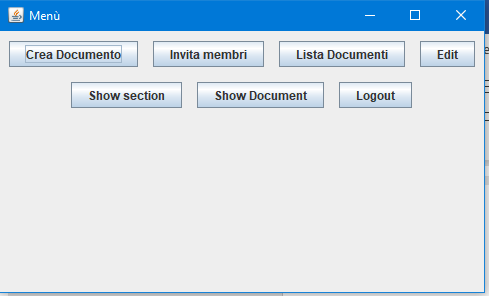 Menù
Crea Documento Invita membri Lista Documenti Edit
Show section Show Document Logout